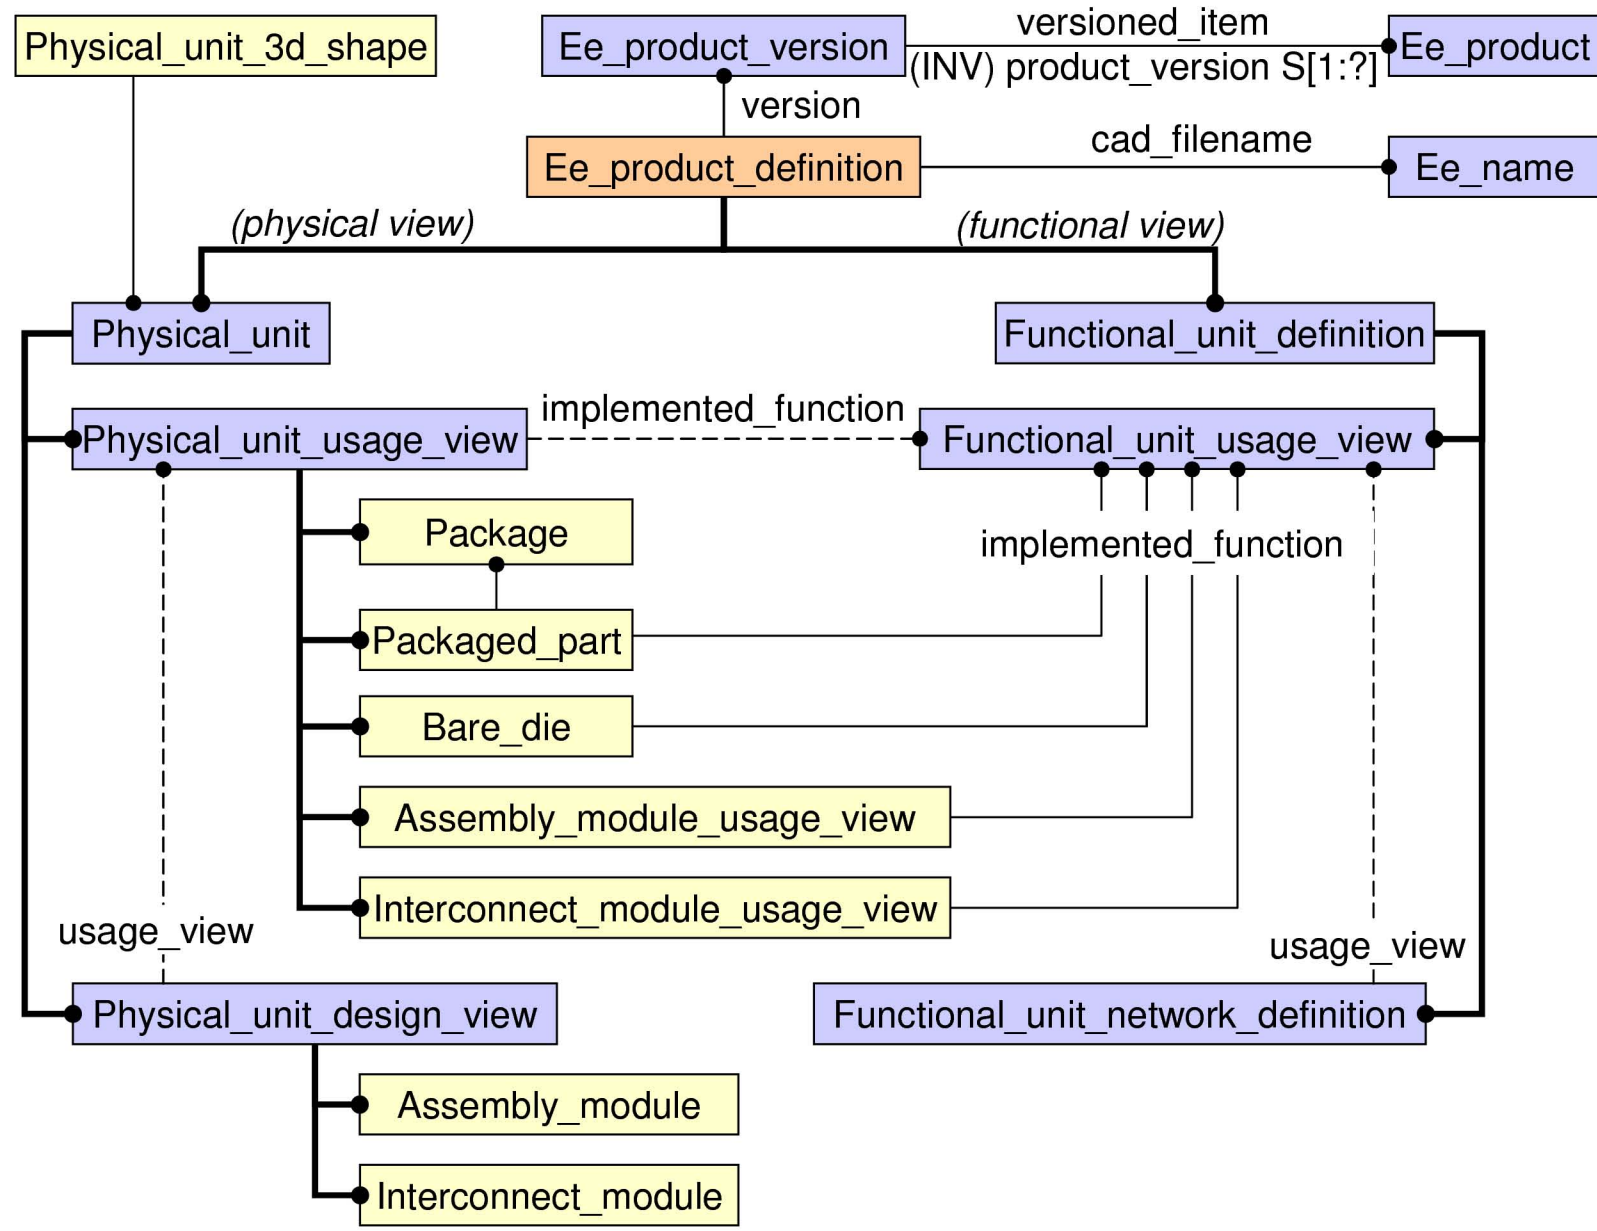 Physical_unit_3d_shape
Ee_product_version
versioned_item
(INV) product_version S[1:?]
Ee_product
version
Ee_product_definition
cad_filename
Ee_name
(physical view)
(functional view)
Physical_unit
Functional_unit_definition
Physical_unit_usage_view
implemented_function
Functional_unit_usage_view
Package
implemented_function
Packaged_part
Bare_die
Assembly_module_usage_view
Interconnect_module_usage_view
usage_view
usage_view
Physical_unit_design_view
Functional_unit_network_definition
Assembly_module
Interconnect_module